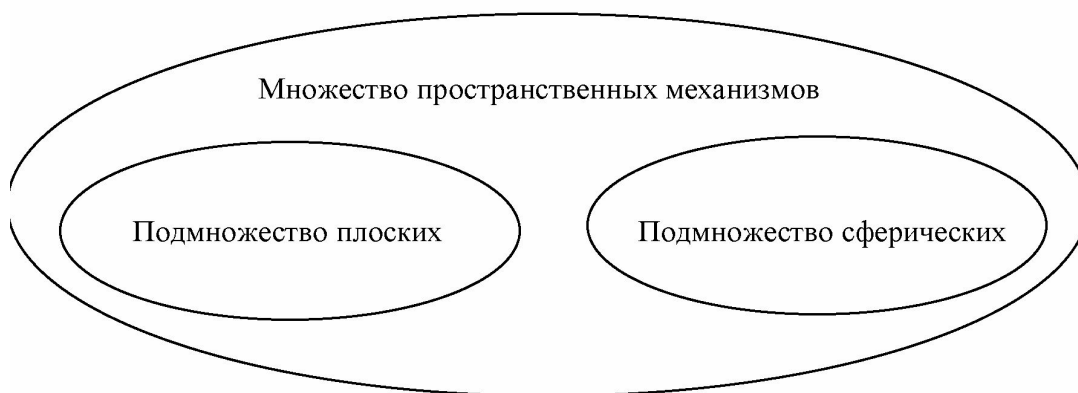 Множество пространственных механизмов
Подмножество плоских
Подмножество сферических